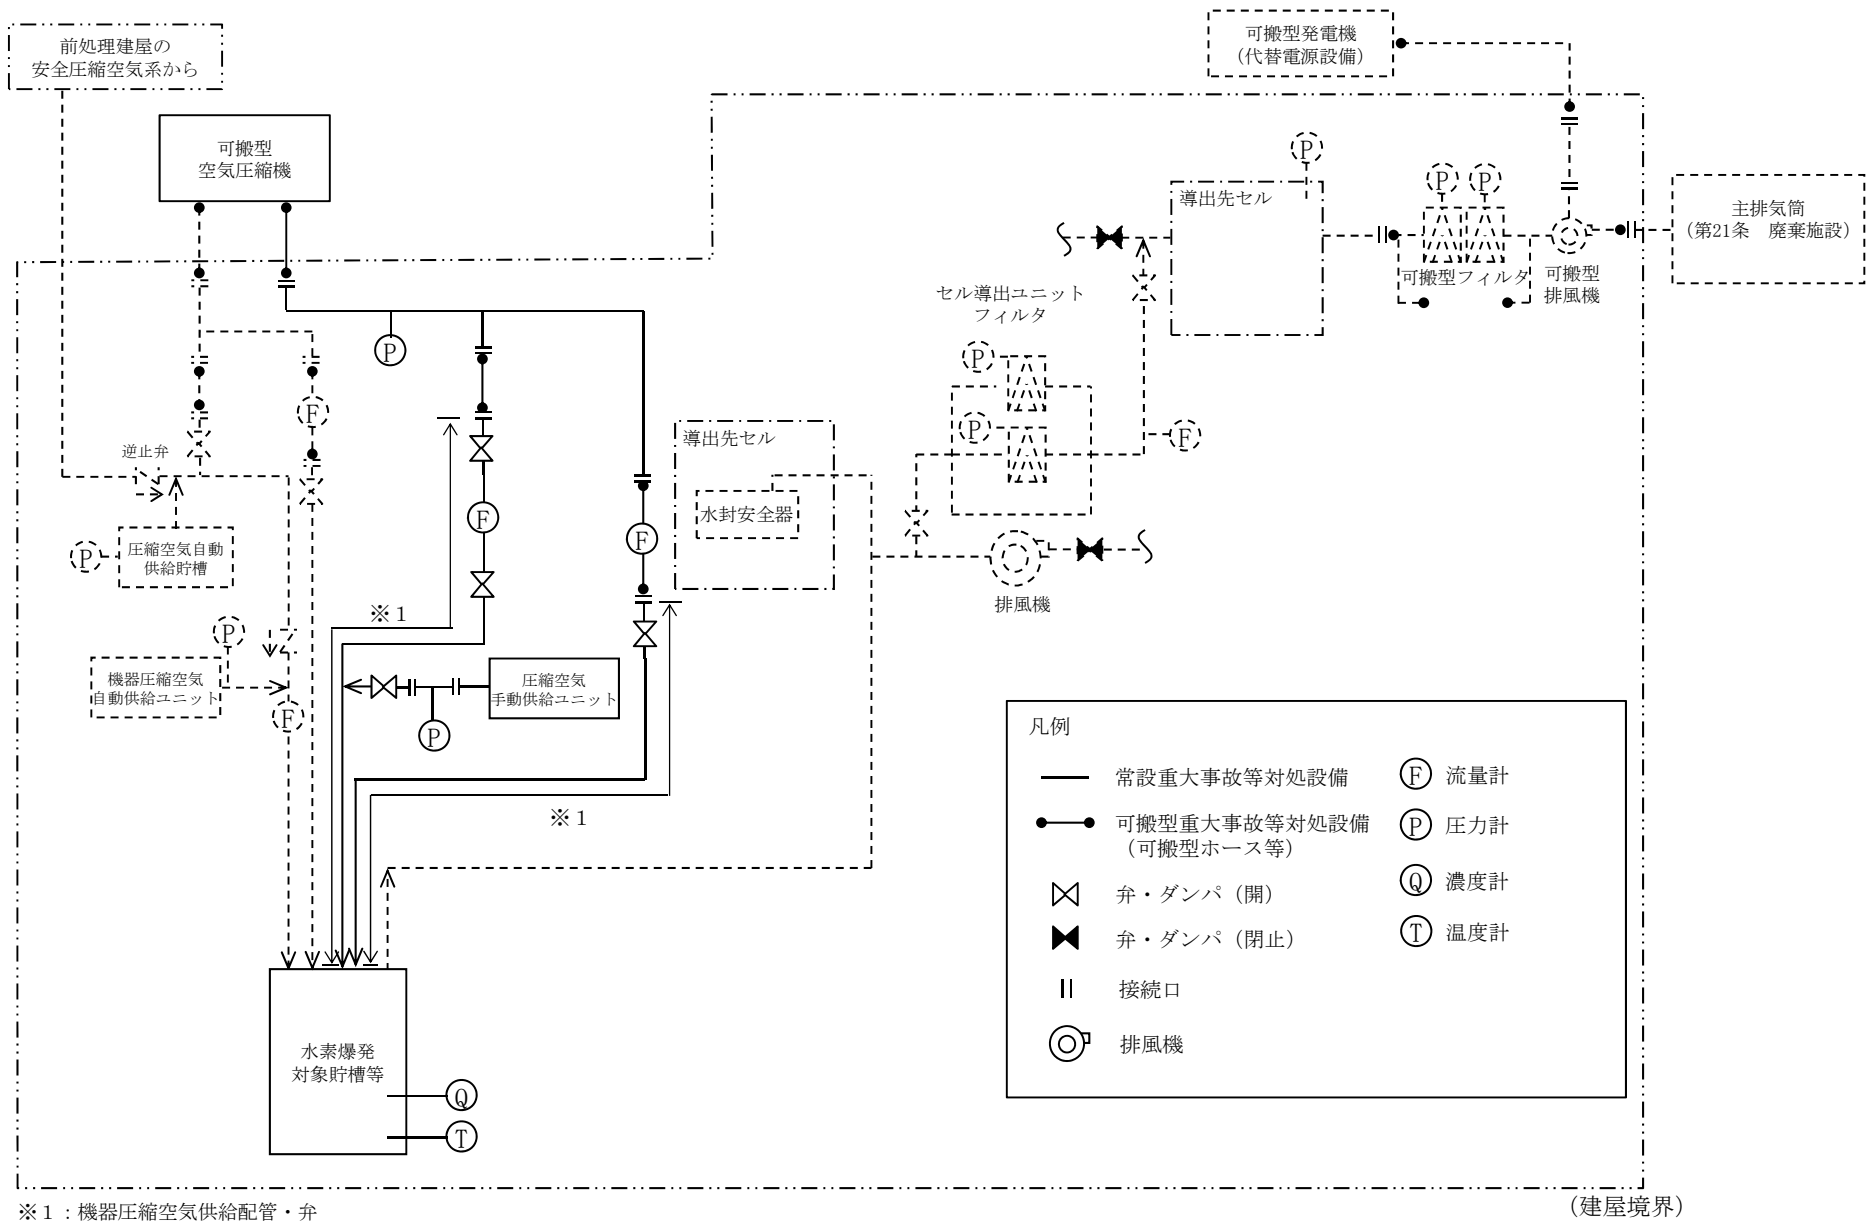 前処理建屋の
安全圧縮空気系から
可搬型
空気圧縮機
可搬型発電機
（代替電源設備）
主排気筒
（第21条　廃棄施設）
P
導出先セル
P
P
可搬型フィルタ
可搬型
排風機
セル導出ユニット
フィルタ
P
P
F
排風機
P
F
逆止弁
F
F
導出先セル
水封安全器
P
圧縮空気自動
供給貯槽
※１
P
機器圧縮空気
自動供給ユニット
F
圧縮空気
手動供給ユニット
P
※１
水素爆発
対象貯槽等
Q
T
凡例
常設重大事故等対処設備
可搬型重大事故等対処設備
（可搬型ホース等）
弁・ダンパ（開）
弁・ダンパ（閉止）
接続口
排風機
F 流量計
P 圧力計
Q 濃度計
T 温度計
※１：機器圧縮空気供給配管・弁
（建屋境界）